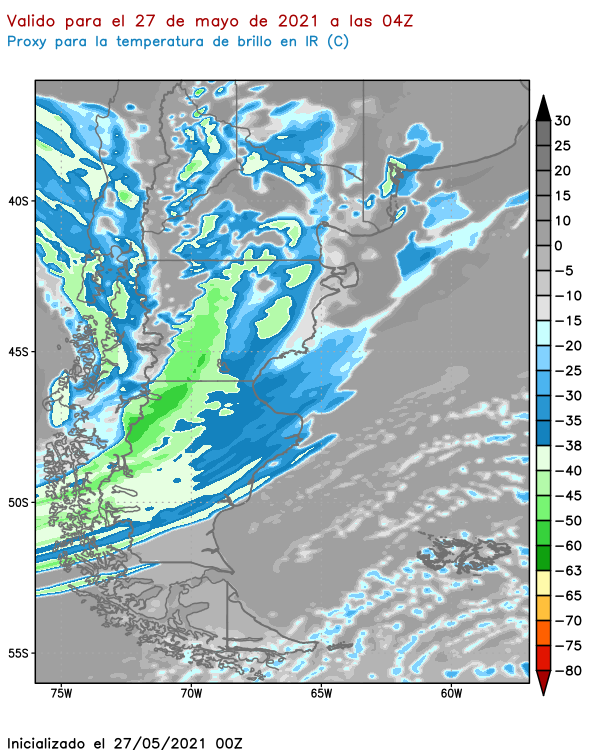 Valido para el 27 de mayo de 2021 a las 04Z
Proxy para la temperatura de brillo en IR (C)
30
25
20
15
10
0
−5
−10
−15
−20
−25
−30
−35
−38
−40
−45
−50
−60
−63
−65
−70
−75
−80
40S
45S
50S
55S
75W 70W 65W 60W
Inicializado el 27/05/2021 00Z